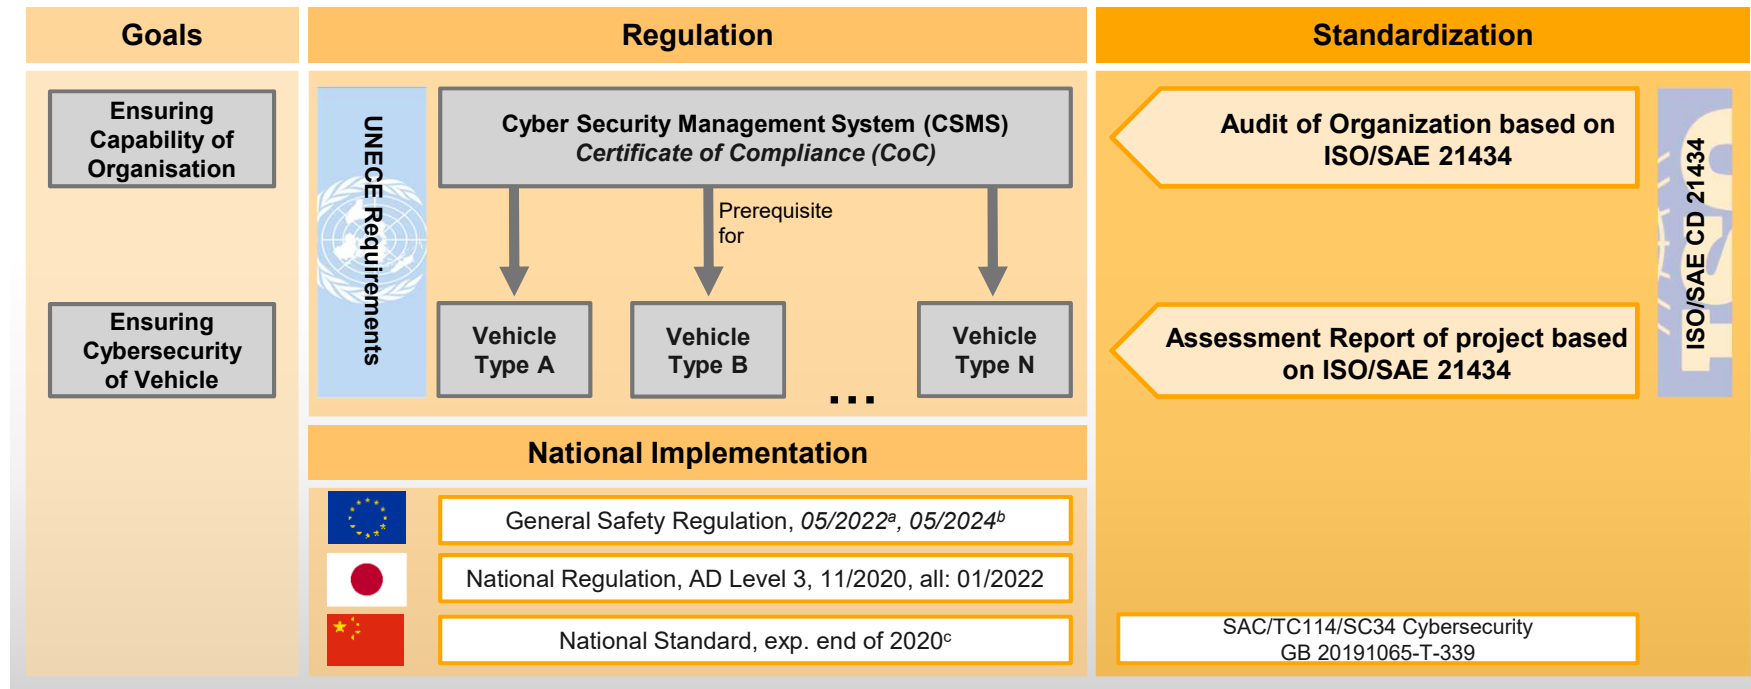 Goals
Regulation
Standardization
Ensuring
Capability of
Organisation
UNECE Requirements
Cyber Security Management System (CSMS)
Certificate of Compliance (CoC)
Audit of Organization based on
ISO/SAE 21434
ISO/SAE CD 21434
ISO
Prerequisite
for
Ensuring
Cybersecurity
of Vehicle
Vehicle
Type A
Vehicle
Type B
...
Vehicle
Type N
Assessment Report of project based
on ISO/SAE 21434
National Implementation
General Safety Regulation, 05/2022ᵃ, 05/2024ᵇ
National Regulation, AD Level 3, 11/2020, all: 01/2022
National Standard, exp. end of 2020ᶜ
SAC/TC114/SC34 Cybersecurity
GB 20191065-T-339